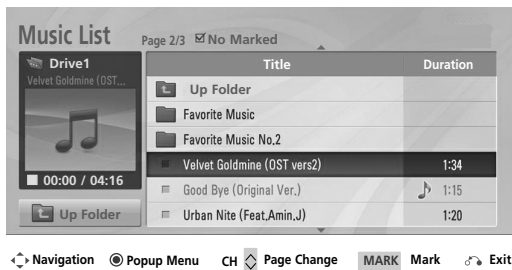 Music List
Page 2/3 No Marked
Drive1
Velvet Goldmine (OST...
00:00 / 04:16
Up Folder
Title Duration
Up Folder
Favorite Music
Favorite Music No.2
Velvet Goldmine (OST vers2) 1:34
Good Bye (Original Ver.) 1:15
Urban Nite (Feat.Amin.J) 1:20
Navigation Popup Menu CH Page Change MARK Mark Exit